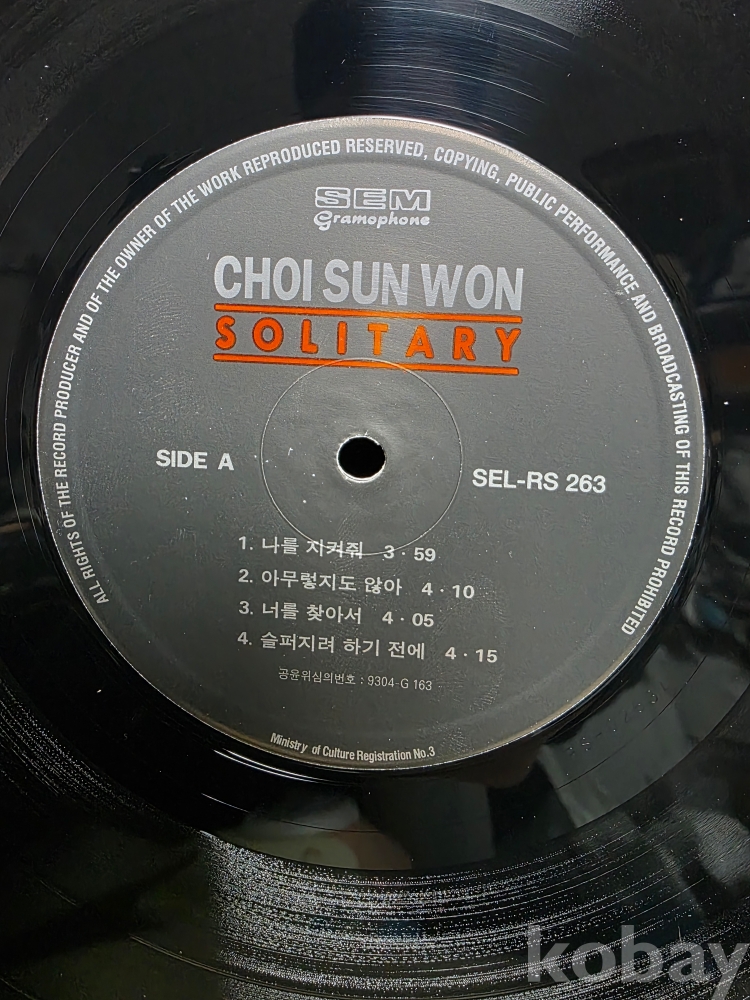 ALL RIGHTS OF THE RECORD PRODUCER AND OF THE OWNER OF THE WORK REPRODUCED RESERVED, COPYING, PUBLIC PERFORMANCE AND BROADCASTING OF THIS RECORD PROHIBITED
SEM
Gramophone
CHOI SUN WON
SOLITARY
SIDE A
SEL-RS 263
1. 나를 지켜줘 3·59
2. 아무렇지도 않아 4·10
3. 너를 찾아서 4·05
4. 슬퍼지려 하기 전에 4·15
공윤위심의번호 : 9304-G 163
Ministry of Culture Registration No.3
kobay